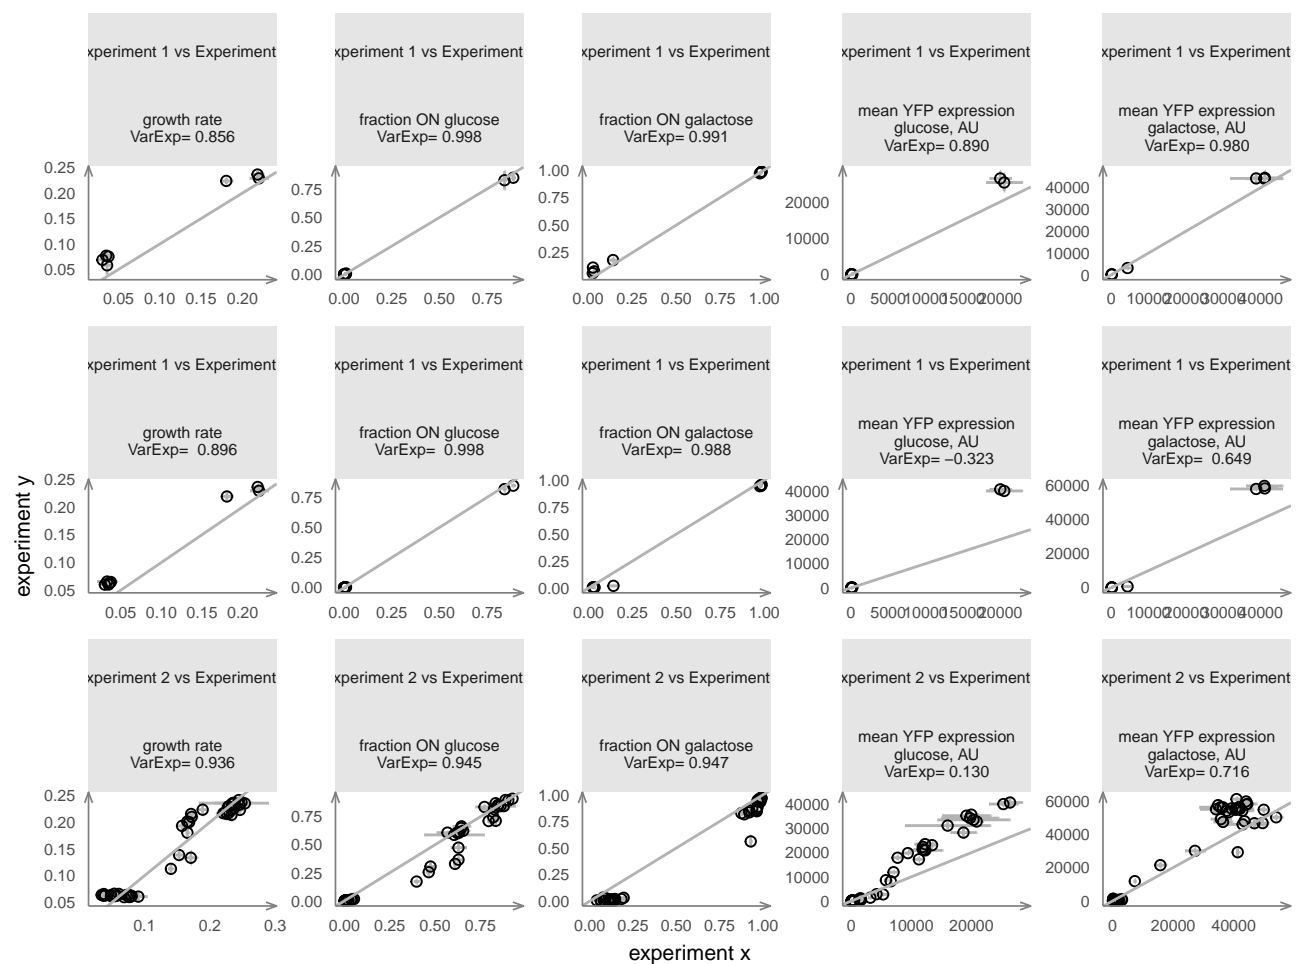 xperiment 1 vs Experiment
growth rate
VarExp= 0.856
xperiment 1 vs Experiment
fraction ON glucose
VarExp= 0.998
xperiment 1 vs Experiment
fraction ON galactose
VarExp= 0.991
xperiment 1 vs Experiment
mean YFP expression
glucose, AU
VarExp= 0.890
xperiment 1 vs Experiment
mean YFP expression
galactose, AU
VarExp= 0.980
0.25
0.20
0.15
0.10
0.05
0.05 0.10 0.15 0.20
0.75
0.50
0.25
0.00
0.00 0.25 0.50 0.75
1.00
0.75
0.50
0.25
0.00 0.25 0.50 0.75 1.00
20000
10000
0
0 5000 10000 15000 20000
40000
30000
20000
10000
0
0 10000 20000 30000 40000
xperiment 1 vs Experiment
growth rate
VarExp=  0.896
xperiment 1 vs Experiment
fraction ON glucose
VarExp=  0.998
xperiment 1 vs Experiment
fraction ON galactose
VarExp=  0.988
xperiment 1 vs Experiment
mean YFP expression
glucose, AU
VarExp= −0.323
xperiment 1 vs Experiment
mean YFP expression
galactose, AU
VarExp=  0.649
experiment y
0.25
0.20
0.15
0.10
0.05
0.05 0.10 0.15 0.20
0.75
0.50
0.25
0.00
0.00 0.25 0.50 0.75
1.00
0.75
0.50
0.25
0.00
0.00 0.25 0.50 0.75 1.00
40000
30000
20000
10000
0
0 5000 10000 15000 20000
60000
40000
20000
0
0 10000 20000 30000 40000
xperiment 2 vs Experiment
growth rate
VarExp= 0.936
xperiment 2 vs Experiment
fraction ON glucose
VarExp= 0.945
xperiment 2 vs Experiment
fraction ON galactose
VarExp= 0.947
xperiment 2 vs Experiment
mean YFP expression
glucose, AU
VarExp= 0.130
xperiment 2 vs Experiment
mean YFP expression
galactose, AU
VarExp= 0.716
0.25
0.20
0.15
0.10
0.05
0.1 0.2 0.3
0.75
0.50
0.25
0.00
0.00 0.25 0.50 0.75
1.00
0.75
0.50
0.25
0.00
0.00 0.25 0.50 0.75 1.00
40000
30000
20000
10000
0
0 10000 20000
60000
40000
20000
0
0 20000 40000
experiment x